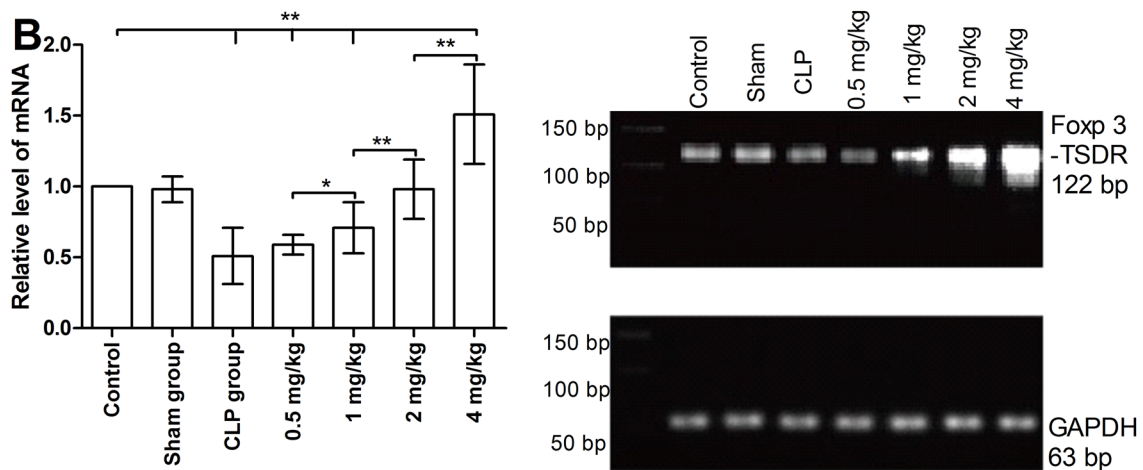 B
**
**
**
*
Relative level of mRNA
2.0
1.5
1.0
0.5
0.0
Control
Sham group
CLP group
0.5 mg/kg
1 mg/kg
2 mg/kg
4 mg/kg
Control
Sham
CLP
0.5 mg/kg
1 mg/kg
2 mg/kg
4 mg/kg
150 bp
100 bp
50 bp
Foxp 3
-TSDR
122 bp
150 bp
100 bp
50 bp
GAPDH
63 bp